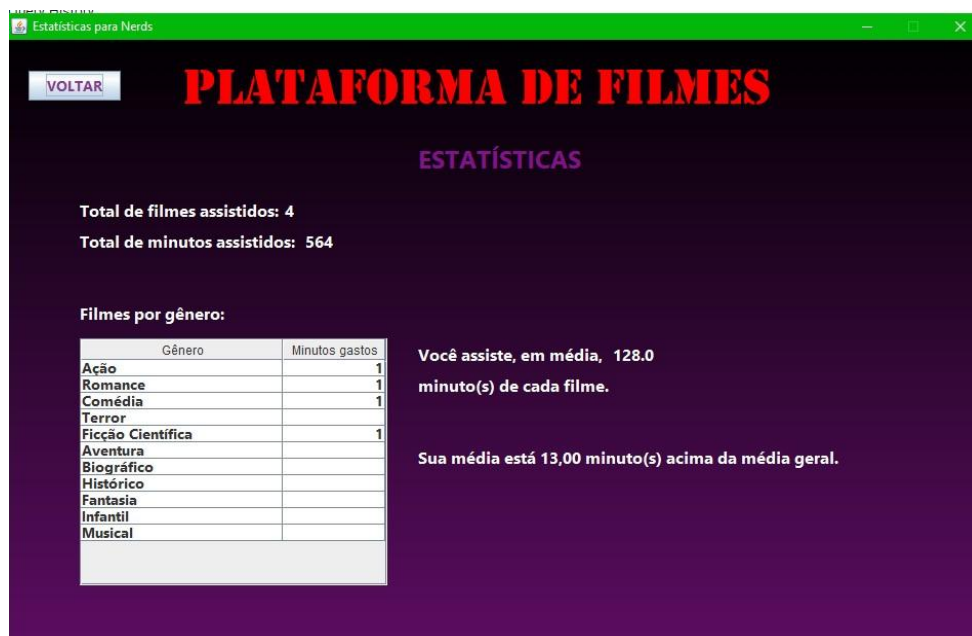 Query History
Estatísticas para Nerds
VOLTAR
PLATAFORMA DE FILMES
ESTATÍSTICAS
Total de filmes assistidos: 4
Total de minutos assistidos: 564
Filmes por gênero:
Gênero Minutos gastos
Ação 1
Romance 1
Comédia 1
Terror
Ficção Científica 1
Aventura
Biográfico
Histórico
Fantasia
Infantil
Musical
Você assiste, em média, 128.0
minuto(s) de cada filme.
Sua média está 13,00 minuto(s) acima da média geral.